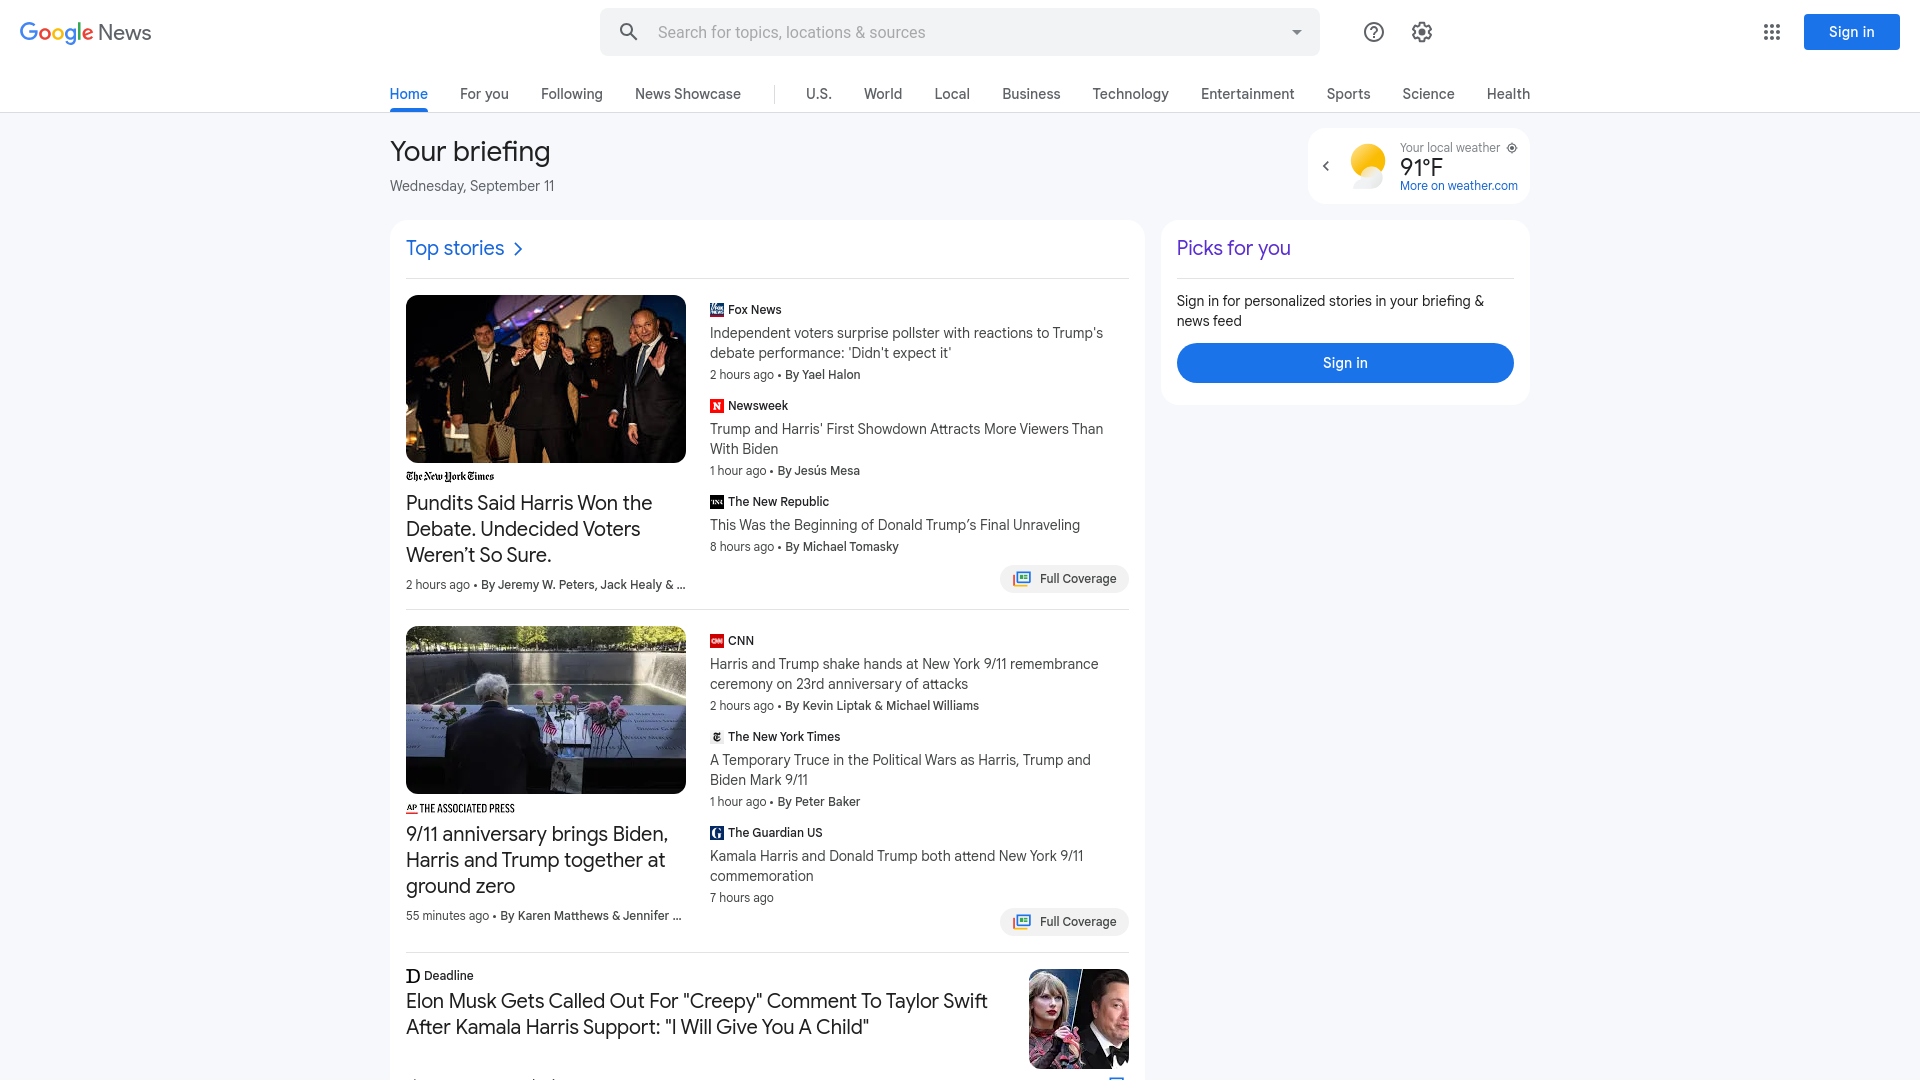 Google News
Search for topics, locations & sources
Sign in
Home
For you
Following
News Showcase
U.S.
World
Local
Business
Technology
Entertainment
Sports
Science
Health
Your briefing
Wednesday, September 11
Your local weather
91°F
More on weather.com
Top stories
The New York Times
Pundits Said Harris Won the
Debate. Undecided Voters
Weren’t So Sure.
2 hours ago • By Jeremy W. Peters, Jack Healy & ...
Fox News
Independent voters surprise pollster with reactions to Trump's
debate performance: 'Didn't expect it'
2 hours ago • By Yael Halon
Newsweek
Trump and Harris' First Showdown Attracts More Viewers Than
With Biden
1 hour ago • By Jesús Mesa
The New Republic
This Was the Beginning of Donald Trump’s Final Unraveling
8 hours ago • By Michael Tomasky
Full Coverage
AP THE ASSOCIATED PRESS
9/11 anniversary brings Biden,
Harris and Trump together at
ground zero
55 minutes ago • By Karen Matthews & Jennifer ...
CNN
Harris and Trump shake hands at New York 9/11 remembrance
ceremony on 23rd anniversary of attacks
2 hours ago • By Kevin Liptak & Michael Williams
The New York Times
A Temporary Truce in the Political Wars as Harris, Trump and
Biden Mark 9/11
1 hour ago • By Peter Baker
The Guardian US
Kamala Harris and Donald Trump both attend New York 9/11
commemoration
7 hours ago
Full Coverage
Deadline
Elon Musk Gets Called Out For "Creepy" Comment To Taylor Swift
After Kamala Harris Support: "I Will Give You A Child"
Picks for you
Sign in for personalized stories in your briefing &
news feed
Sign in